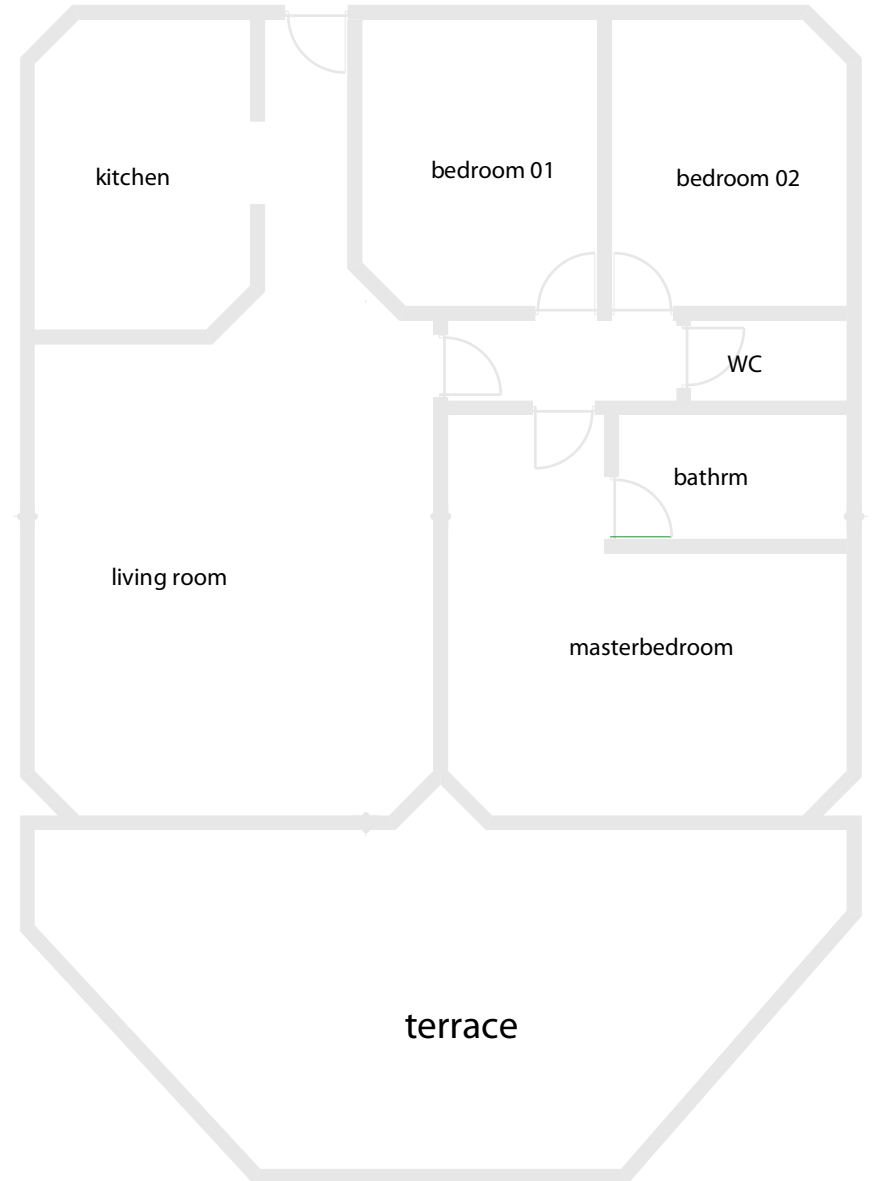 kitchen
bedroom 01
bedroom 02
WC
bathrm
living room
masterbedroom
terrace